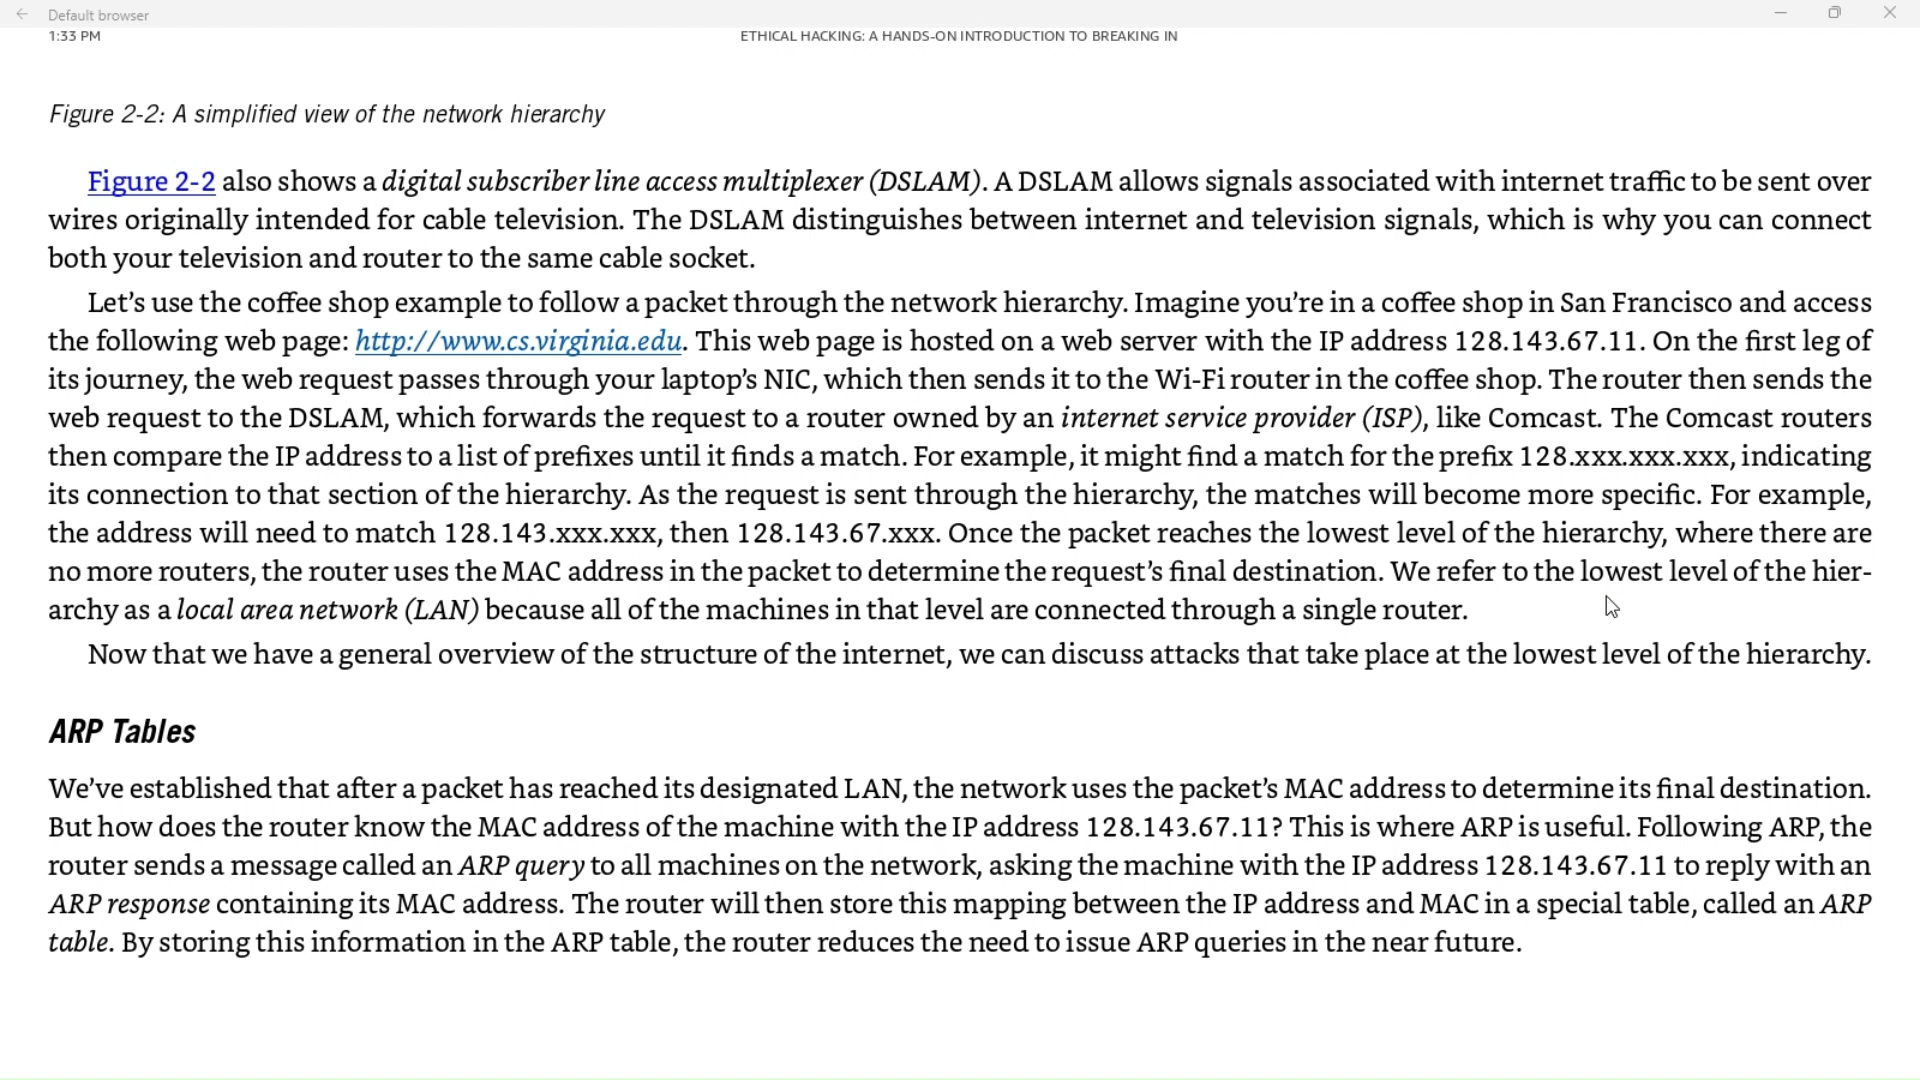 Default browser
1:33 PM
ETHICAL HACKING: A HANDS-ON INTRODUCTION TO BREAKING IN
Figure 2-2: A simplified view of the network hierarchy
Figure 2-2 also shows a digital subscriber line access multiplexer (DSLAM). A DSLAM allows signals associated with internet traffic to be sent over
wires originally intended for cable television. The DSLAM distinguishes between internet and television signals, which is why you can connect
both your television and router to the same cable socket.
Let’s use the coffee shop example to follow a packet through the network hierarchy. Imagine you’re in a coffee shop in San Francisco and access
the following web page: http://www.cs.virginia.edu. This web page is hosted on a web server with the IP address 128.143.67.11. On the first leg of
its journey, the web request passes through your laptop’s NIC, which then sends it to the Wi-Fi router in the coffee shop. The router then sends the
web request to the DSLAM, which forwards the request to a router owned by an internet service provider (ISP), like Comcast. The Comcast routers
then compare the IP address to a list of prefixes until it finds a match. For example, it might find a match for the prefix 128.xxx.xxx.xxx, indicating
its connection to that section of the hierarchy. As the request is sent through the hierarchy, the matches will become more specific. For example,
the address will need to match 128.143.xxx.xxx, then 128.143.67.xxx. Once the packet reaches the lowest level of the hierarchy, where there are
no more routers, the router uses the MAC address in the packet to determine the request’s final destination. We refer to the lowest level of the hier-
archy as a local area network (LAN) because all of the machines in that level are connected through a single router.
Now that we have a general overview of the structure of the internet, we can discuss attacks that take place at the lowest level of the hierarchy.
ARP Tables
We’ve established that after a packet has reached its designated LAN, the network uses the packet’s MAC address to determine its final destination.
But how does the router know the MAC address of the machine with the IP address 128.143.67.11? This is where ARP is useful. Following ARP, the
router sends a message called an ARP query to all machines on the network, asking the machine with the IP address 128.143.67.11 to reply with an
ARP response containing its MAC address. The router will then store this mapping between the IP address and MAC in a special table, called an ARP
table. By storing this information in the ARP table, the router reduces the need to issue ARP queries in the near future.